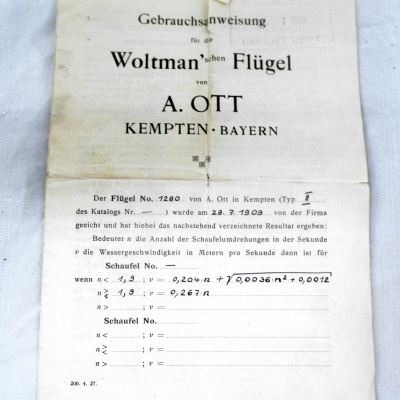 Gebrauchsanweisung
für die
Woltman'schen Flügel
von
A. OTT
KEMPTEN · BAYERN
Der Flügel No. 1280 von A. Ott in Kempten (Typ II
des Katalogs Nr. — ) wurde am 29. 7. 1909 von der Firma
geeicht und hat hiebei das nachstehend verzeichnete Resultat ergeben:
Bedeutet n die Anzahl der Schaufelumdrehungen in der Sekunde
v die Wassergeschwindigkeit in Metern pro Sekunde dann ist für
Schaufel No. —
wenn n < 1,9 ; v = 0,204·n + √0,0036·n² + 0,0012
n ≷ 1,9 ; v = 0,267·n
n > ; v =
Schaufel No.
n < ; v =
n ≷ ; v =
n > ; v =
200. 4. 27.